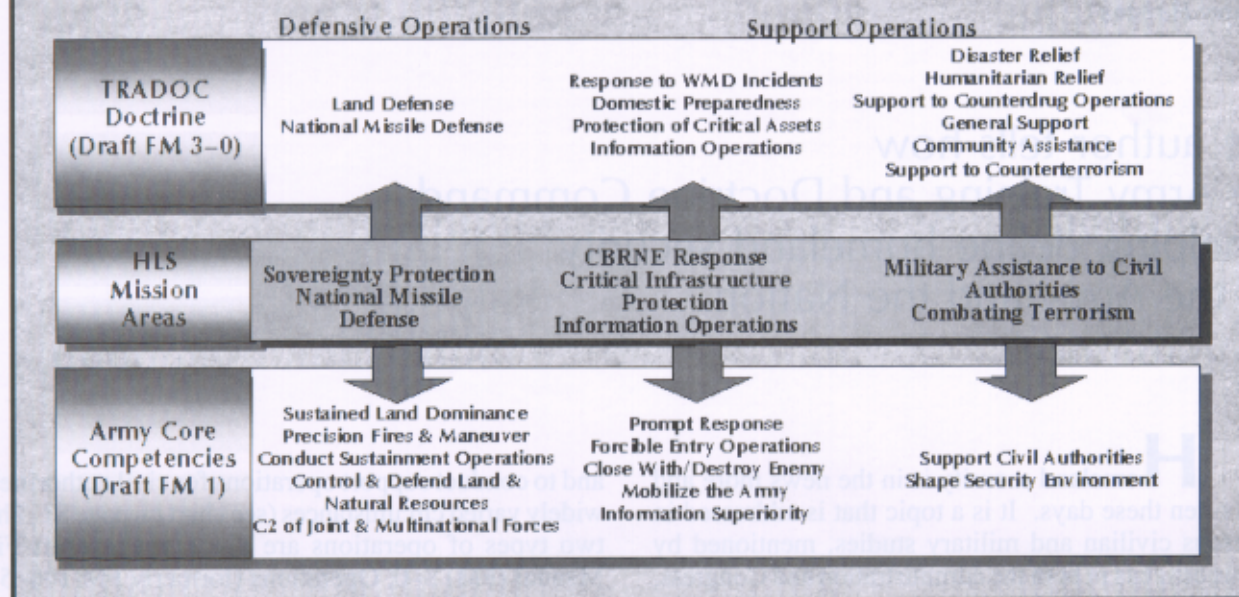 Defensive Operations
Support Operations
TRADOC
Doctrine
(Draft FM 3–0)
Land Defense
National Missile Defense
Response to WMD Incidents
Domestic Preparedness
Protection of Critical Assets
Information Operations
Disaster Relief
Humanitarian Relief
Support to Counterdrug Operations
General Support
Community Assistance
Support to Counterterrorism
HLS
Mission
Areas
Sovereignty Protection
National Missile
Defense
CBRNE Response
Critical Infrastructure
Protection
Information Operations
Military Assistance to Civil
Authorities
Combating Terrorism
Army Core
Competencies
(Draft FM 1)
Sustained Land Dominance
Precision Fires & Maneuver
Conduct Sustainment Operations
Control & Defend Land &
Natural Resources
C2 of Joint & Multinational Forces
Prompt Response
Forcible Entry Operations
Close With/Destroy Enemy
Mobilize the Army
Information Superiority
Support Civil Authorities
Shape Security Environment